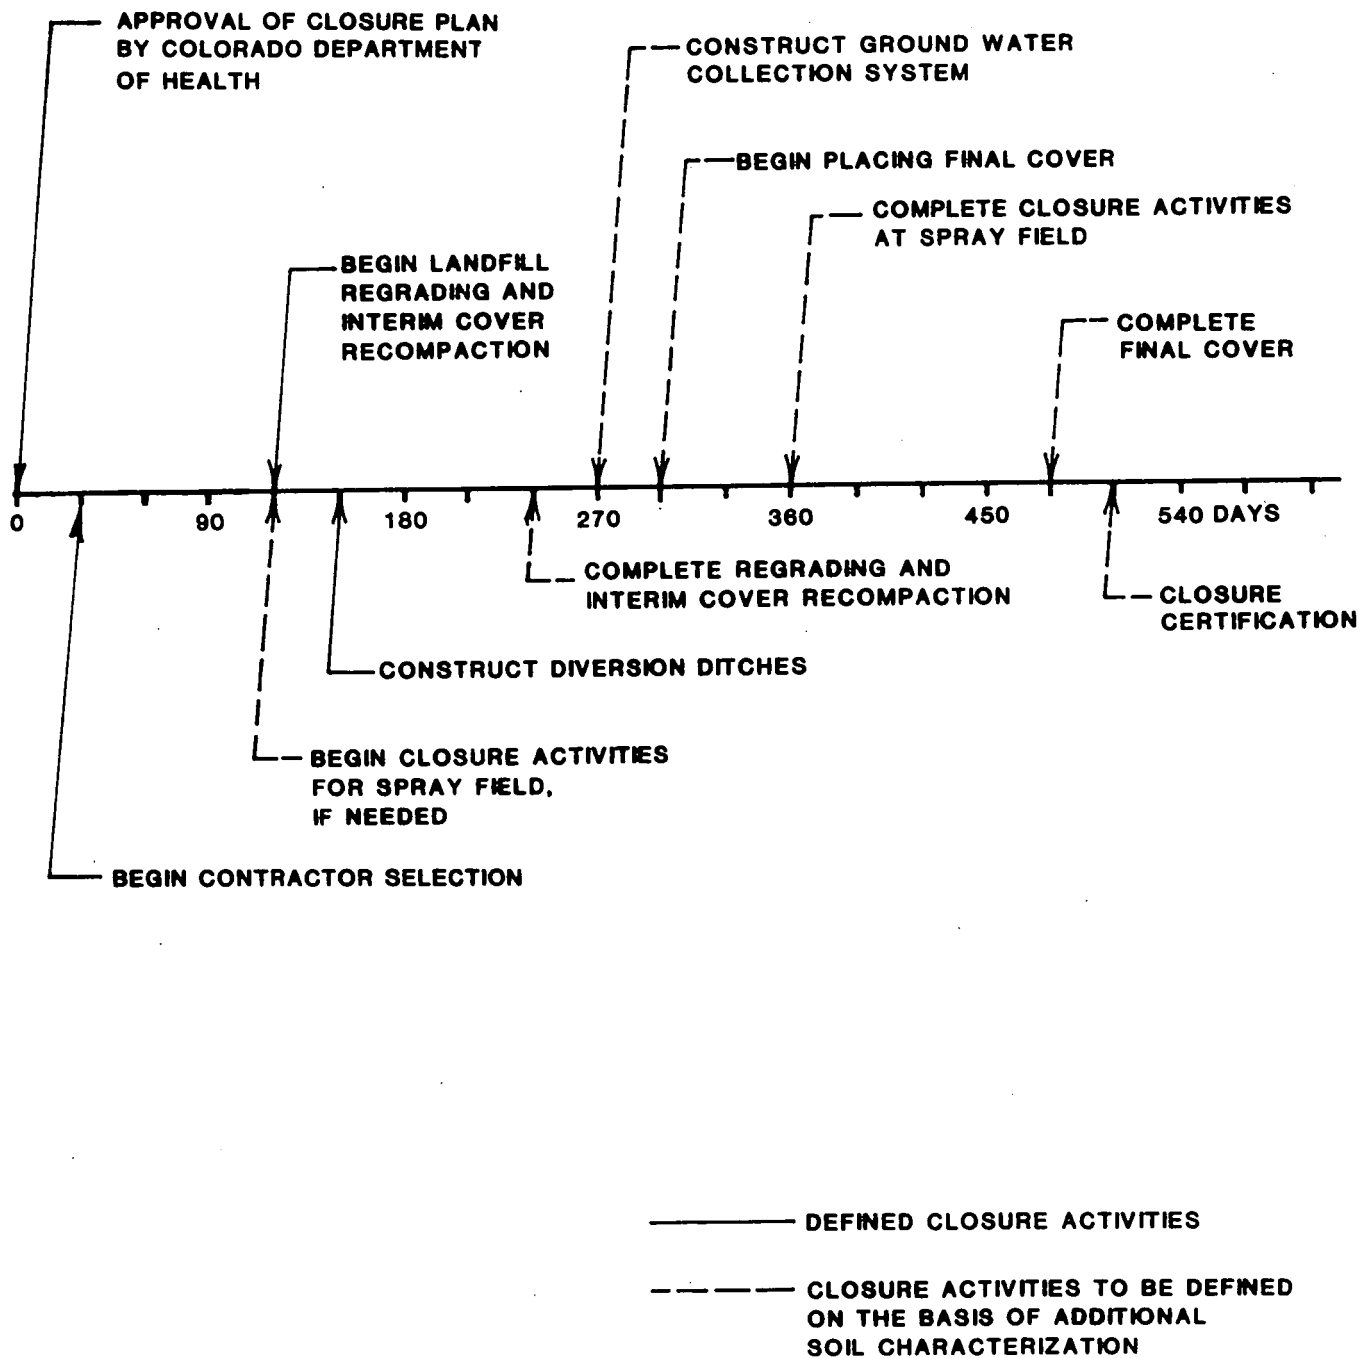 APPROVAL OF CLOSURE PLAN
BY COLORADO DEPARTMENT
OF HEALTH
CONSTRUCT GROUND WATER
COLLECTION SYSTEM
BEGIN PLACING FINAL COVER
COMPLETE CLOSURE ACTIVITIES
AT SPRAY FIELD
BEGIN LANDFILL
REGRADING AND
INTERIM COVER
RECOMPACTION
COMPLETE
FINAL COVER
0 90 180 270 360 450 540 DAYS
COMPLETE REGRADING AND
INTERIM COVER RECOMPACTION
CLOSURE
CERTIFICATION
CONSTRUCT DIVERSION DITCHES
BEGIN CLOSURE ACTIVITIES
FOR SPRAY FIELD,
IF NEEDED
BEGIN CONTRACTOR SELECTION
DEFINED CLOSURE ACTIVITIES
CLOSURE ACTIVITIES TO BE DEFINED
ON THE BASIS OF ADDITIONAL
SOIL CHARACTERIZATION